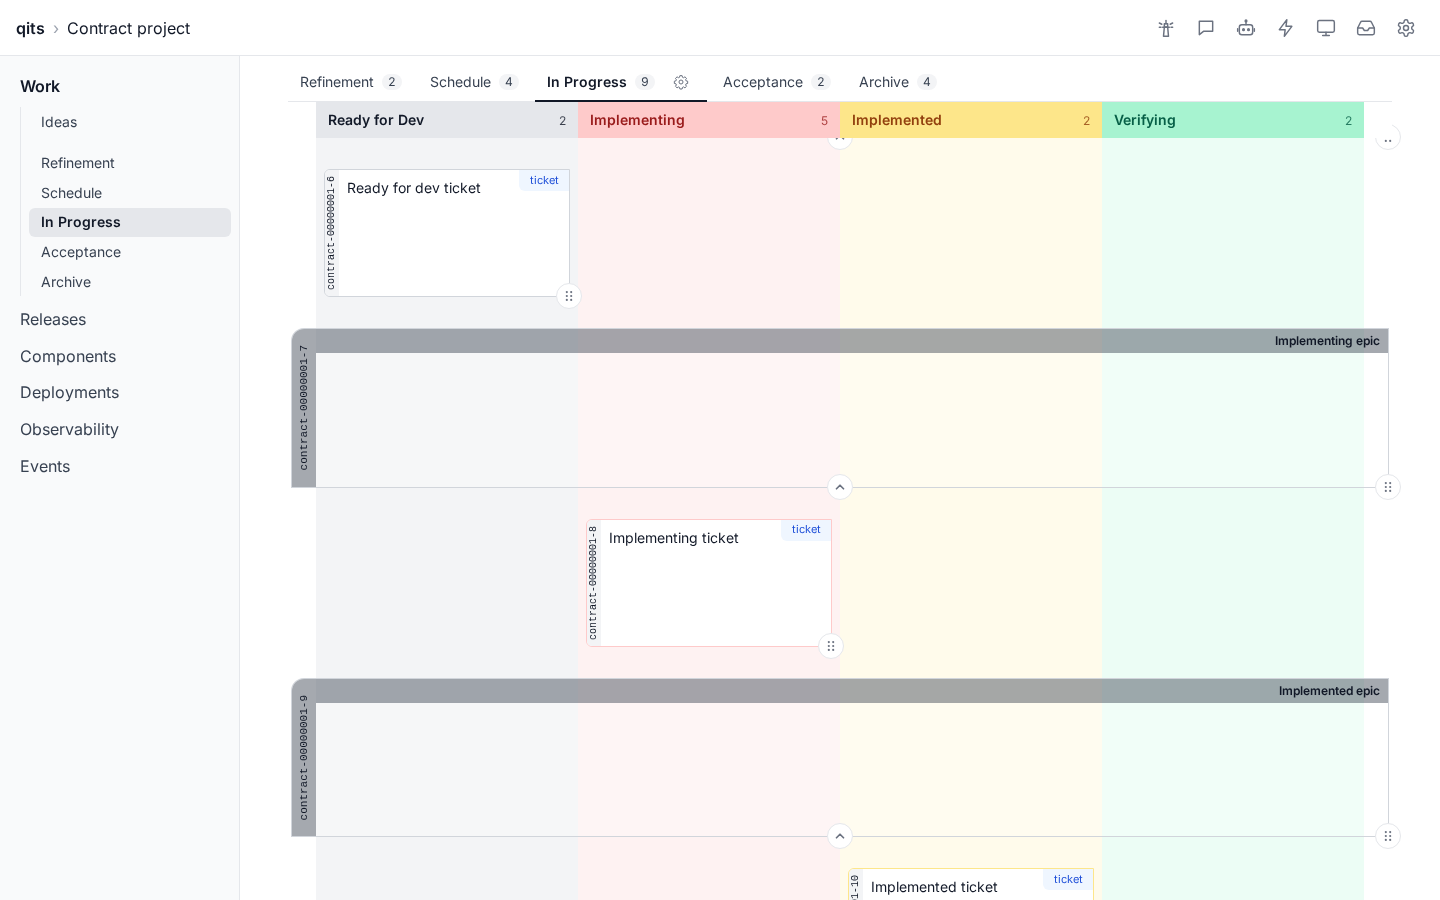 qits › Contract project
Work
Ideas
Refinement
Schedule
In Progress
Acceptance
Archive
Releases
Components
Deployments
Observability
Events
Refinement 2
Schedule 4
In Progress 9
Acceptance 2
Archive 4
Ready for Dev 2
Implementing 5
Implemented 2
Verifying 2
contract-00000001-6
Ready for dev ticket
ticket
contract-00000001-7
Implementing epic
contract-00000001-8
Implementing ticket
ticket
contract-00000001-9
Implemented epic
1-10
Implemented ticket
ticket